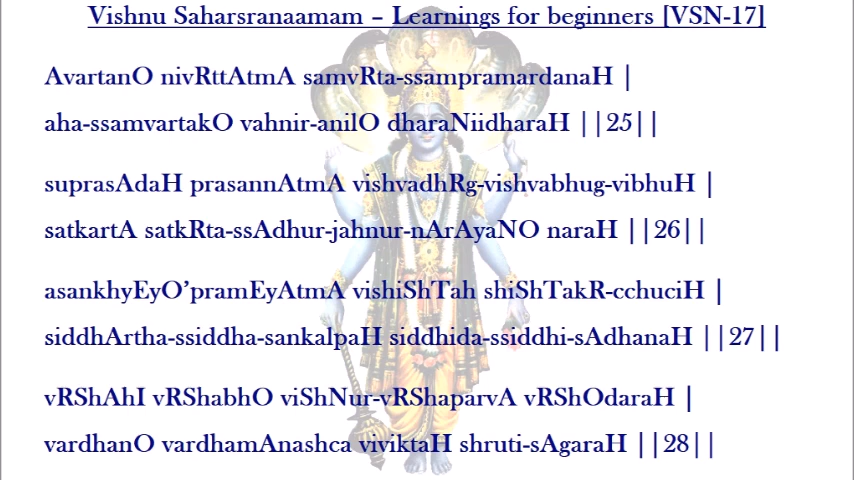 Vishnu Saharsranaamam – Learnings for beginners [VSN-17]
AvartanO nivRttAtmA samvRta-ssampramardanaH |
aha-ssamvartakO vahnir-anilO dharaNiidharaH ||25||
suprasAdaH prasannAtmA vishvadhRg-vishvabhug-vibhuH |
satkartA satkRta-ssAdhur-jahnur-nArAyaNO naraH ||26||
asankhyEyO’pramEyAtmA vishiShTah shiShTakR-cchuciH |
siddhArtha-ssiddha-sankalpaH siddhida-ssiddhi-sAdhanaH ||27||
vRShAhI vRShabhO viShNur-vRShaparvA vRShOdaraH |
vardhanO vardhamAnashca viviktaH shruti-sAgaraH ||28||